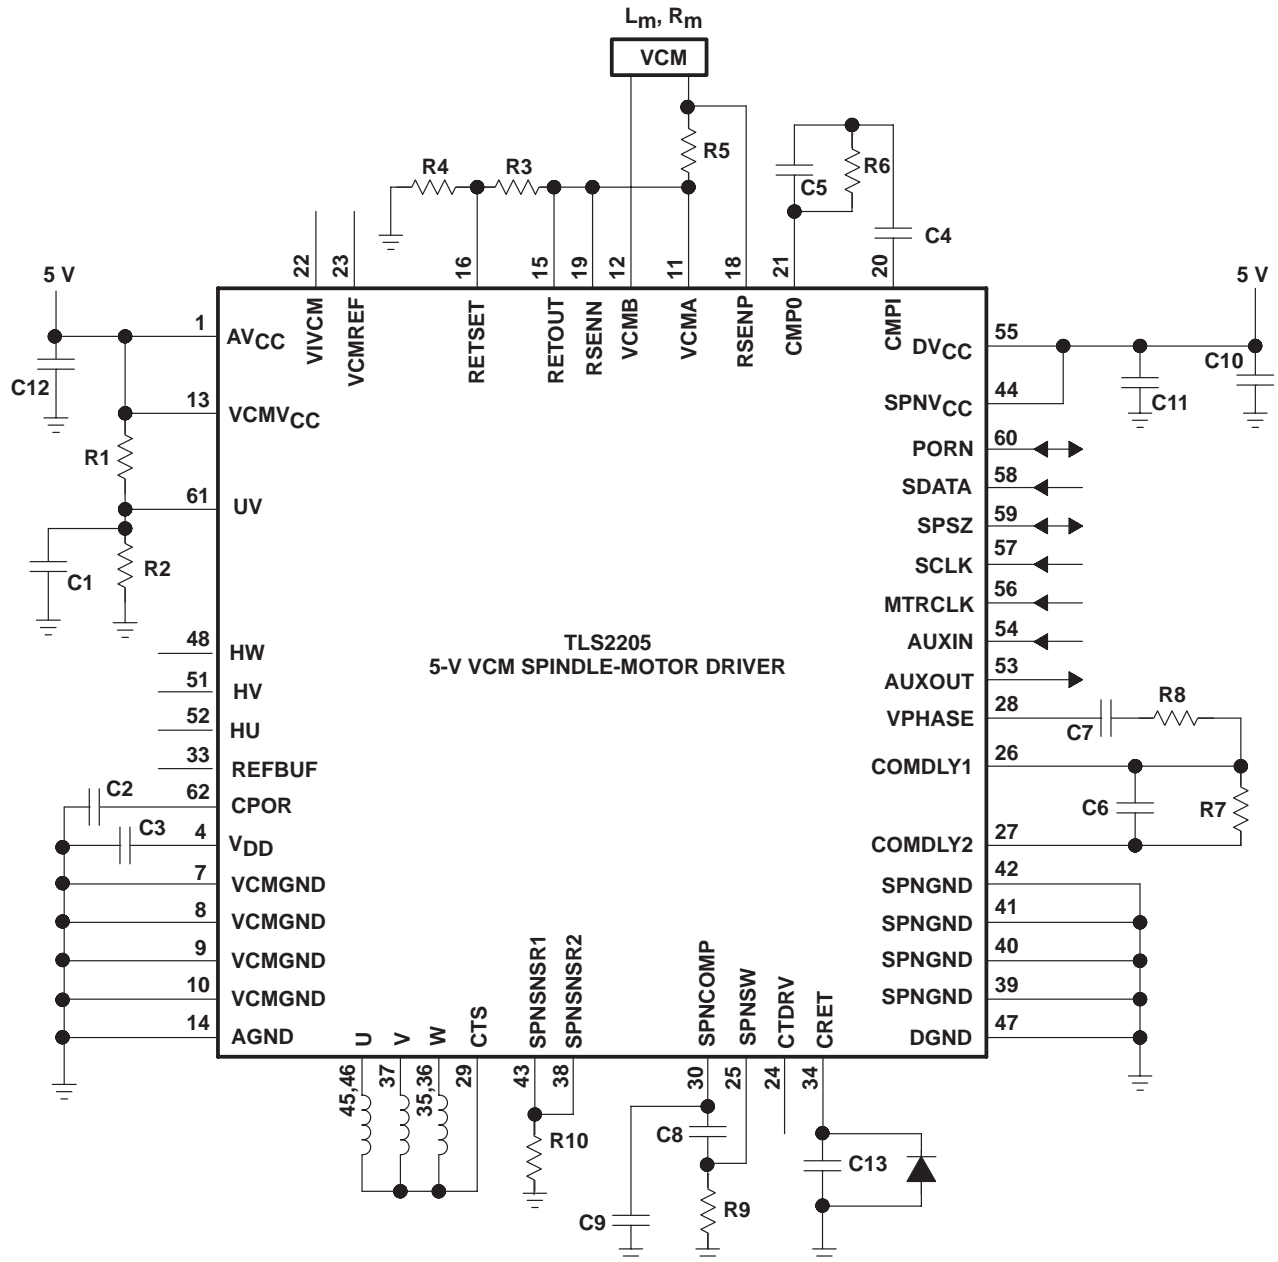 Lm, Rm
VCM
R5
R4
R3
C5
R6
C4
22
23
16
15
19
12
11
18
21
20
VIVCM
VCMREF
RETSET
RETOUT
RSENN
VCMB
VCMA
RSENP
CMP0
CMPI
5 V
5 V
C12
1
AVCC
13
VCMVCC
R1
61
UV
C1
R2
48
HW
51
HV
52
HU
33
REFBUF
C2
62
CPOR
C3
4
VDD
7
VCMGND
8
VCMGND
9
VCMGND
10
VCMGND
14
AGND
TLS2205
5-V VCM SPINDLE-MOTOR DRIVER
DVCC
55
C10
C11
SPNVCC
44
PORN
60
SDATA
58
SPSZ
59
SCLK
57
MTRCLK
56
AUXIN
54
AUXOUT
53
VPHASE
28
C7
R8
COMDLY1
26
C6
R7
COMDLY2
27
SPNGND
42
SPNGND
41
SPNGND
40
SPNGND
39
DGND
47
U
V
W
CTS
SPNSNSR1
SPNSNSR2
SPNCOMP
SPNSW
CTDRV
CRET
45,46
37
35,36
29
43
38
30
25
24
34
R10
C8
C13
C9
R9